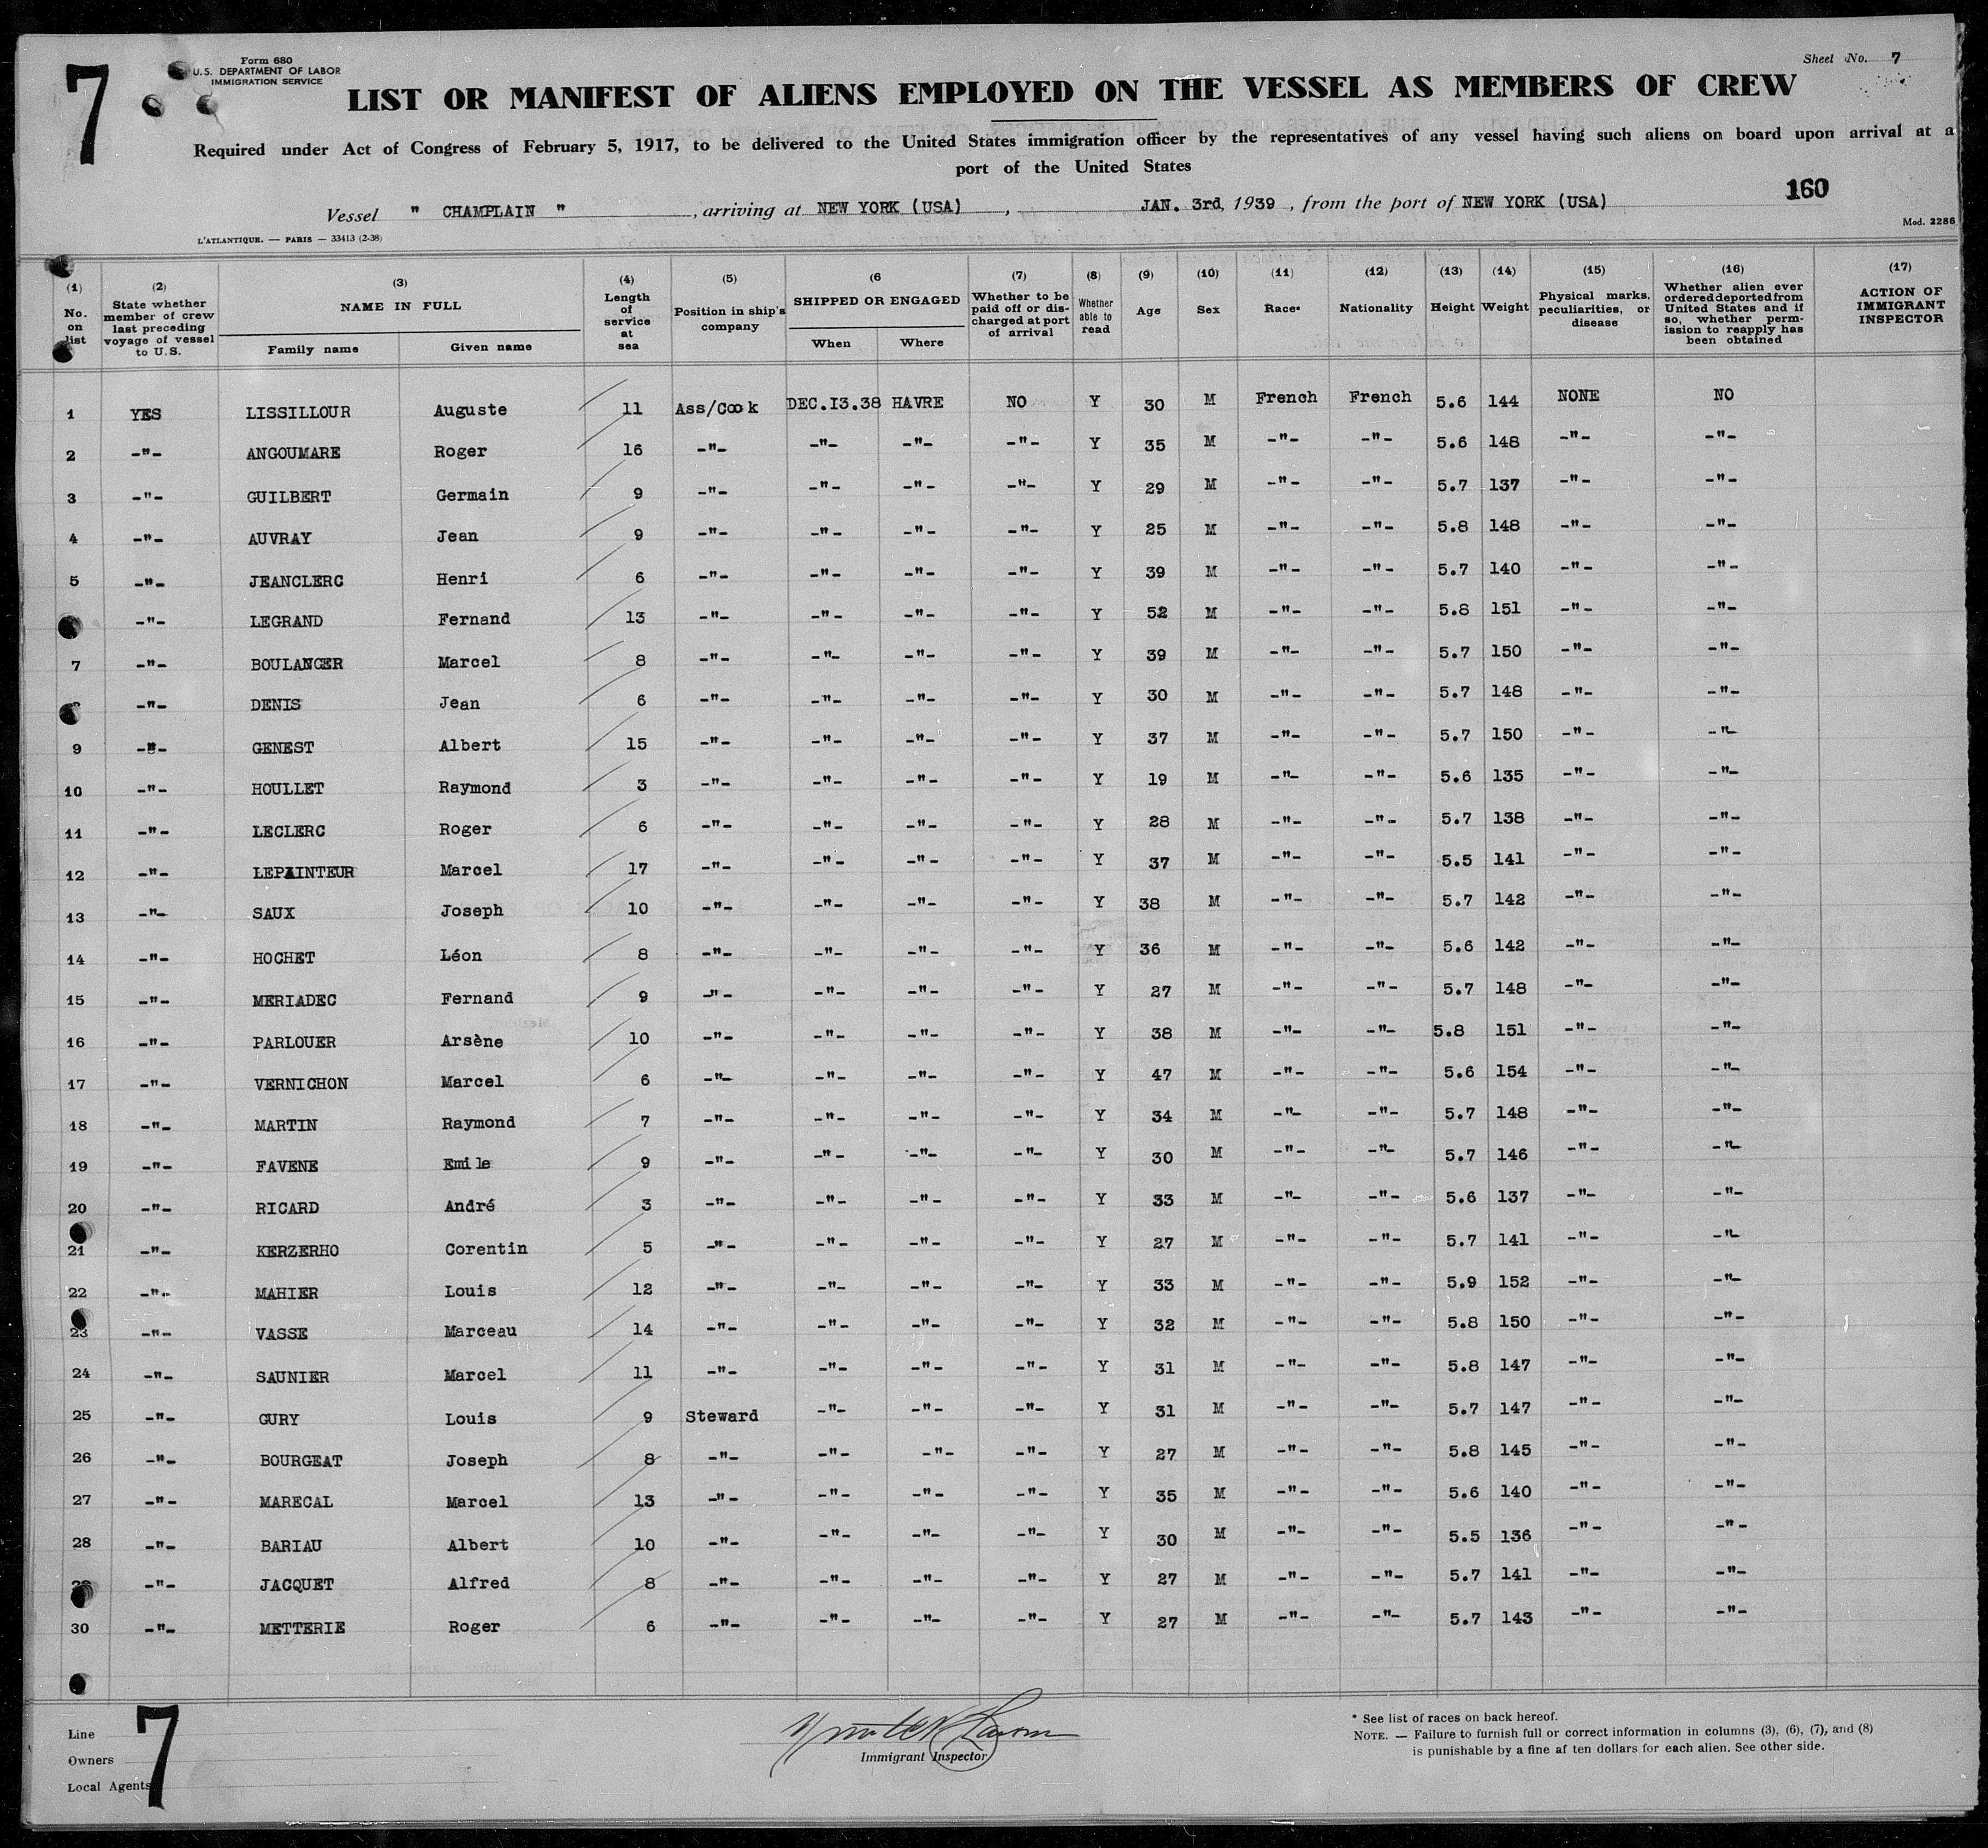 7
Form 680
U.S. DEPARTMENT OF LABOR
IMMIGRATION SERVICE
Sheet No. 7
LIST OR MANIFEST OF ALIENS EMPLOYED ON THE VESSEL AS MEMBERS OF CREW
Required under Act of Congress of February 5, 1917, to be delivered to the United States immigration officer by the representatives of any vessel having such aliens on board upon arrival at a
port of the United States
160
Vessel " CHAMPLAIN ", arriving at NEW YORK (USA), JAN. 3rd, 1939, from the port of NEW YORK (USA)
L'ATLANTIQUE. — PARIS — 33413 (2-38)
Mod. 2286
(1) No. on list (2) State whether member of crew last preceding voyage of vessel to U.S. (3) NAME IN FULL Family name Given name (4) Length of service at sea (5) Position in ship's company (6 SHIPPED OR ENGAGED When Where (7) Whether to be paid off or discharged at port of arrival (8) Whether able to read (9) Age (10) Sex (11) Race* (12) Nationality (13) Height (14) Weight (15) Physical marks, peculiarities, or disease (16) Whether alien ever ordered deported from United States and if so, whether permission to reapply has been obtained (17) ACTION OF IMMIGRANT INSPECTOR
1 YES LISSILLOUR Auguste 11 Ass/Cook DEC.I3.38 HAVRE NO Y 30 M French French 5.6 144 NONE NO
2 -"- ANGOUMARE Roger 16 -"- -"- -"- -"- Y 35 M -"- -"- 5.6 148 -"- -"-
3 -"- GUILBERT Germain 9 -"- -"- -"- -"- Y 29 M -"- -"- 5.7 137 -"- -"-
4 -"- AUVRAY Jean 9 -"- -"- -"- -"- Y 25 M -"- -"- 5.8 148 -"- -"-
5 -"- JEANCLERC Henri 6 -"- -"- -"- -"- Y 39 M -"- -"- 5.7 140 -"- -"-
-"- LEGRAND Fernand 13 -"- -"- -"- -"- Y 52 M -"- -"- 5.8 151 -"- -"-
7 -"- BOULANGER Marcel 8 -"- -"- -"- -"- Y 39 M -"- -"- 5.7 150 -"- -"-
-"- DENIS Jean 6 -"- -"- -"- -"- Y 30 M -"- -"- 5.7 148 -"- -"-
9 -"- GENEST Albert 15 -"- -"- -"- -"- Y 37 M -"- -"- 5.7 150 -"- -"-
10 -"- HOULLET Raymond 3 -"- -"- -"- -"- Y 19 M -"- -"- 5.6 135 -"- -"-
11 -"- LECLERC Roger 6 -"- -"- -"- -"- Y 28 M -"- -"- 5.7 138 -"- -"-
12 -"- LEPAINTEUR Marcel 17 -"- -"- -"- -"- Y 37 M -"- -"- 5.5 141 -"- -"-
13 -"- SAUX Joseph 10 -"- -"- -"- -"- Y 38 M -"- -"- 5.7 142 -"- -"-
14 -"- HOCHET Léon 8 -"- -"- -"- -"- Y 36 M -"- -"- 5.6 142 -"- -"-
15 -"- MERIADEC Fernand 9 -"- -"- -"- -"- Y 27 M -"- -"- 5.7 148 -"- -"-
16 -"- PARLOUER Arsène 10 -"- -"- -"- -"- Y 38 M -"- -"- 5.8 151 -"- -"-
17 -"- VERNICHON Marcel 6 -"- -"- -"- -"- Y 47 M -"- -"- 5.6 154 -"- -"-
18 -"- MARTIN Raymond 7 -"- -"- -"- -"- Y 34 M -"- -"- 5.7 148 -"- -"-
19 -"- FAVENE Emile 9 -"- -"- -"- -"- Y 30 M -"- -"- 5.7 146 -"- -"-
20 -"- RICARD André 3 -"- -"- -"- -"- Y 33 M -"- -"- 5.6 137 -"- -"-
21 -"- KERZERHO Corentin 5 -"- -"- -"- -"- Y 27 M -"- -"- 5.7 141 -"- -"-
22 -"- MAHIER Louis 12 -"- -"- -"- -"- Y 33 M -"- -"- 5.9 152 -"- -"-
23 -"- VASSE Marceau 14 -"- -"- -"- -"- Y 32 M -"- -"- 5.8 150 -"- -"-
24 -"- SAUNIER Marcel 11 -"- -"- -"- -"- Y 31 M -"- -"- 5.8 147 -"- -"-
25 -"- GURY Louis 9 Steward -"- -"- -"- Y 31 M -"- -"- 5.7 147 -"- -"-
26 -"- BOURGEAT Joseph 8 -"- -"- -"- -"- Y 27 M -"- -"- 5.8 145 -"- -"-
27 -"- MARECAL Marcel 13 -"- -"- -"- -"- Y 35 M -"- -"- 5.6 140 -"- -"-
28 -"- BARIAU Albert 10 -"- -"- -"- -"- Y 30 M -"- -"- 5.5 136 -"- -"-
-"- JACQUET Alfred 8 -"- -"- -"- -"- Y 27 M -"- -"- 5.7 141 -"- -"-
30 -"- METTERIE Roger 6 -"- -"- -"- -"- Y 27 M -"- -"- 5.7 143 -"- -"-
Line
Owners
Local Agents
7
Immigrant Inspector
* See list of races on back hereof.
NOTE. — Failure to furnish full or correct information in columns (3), (6), (7), and (8)
is punishable by a fine af ten dollars for each alien. See other side.